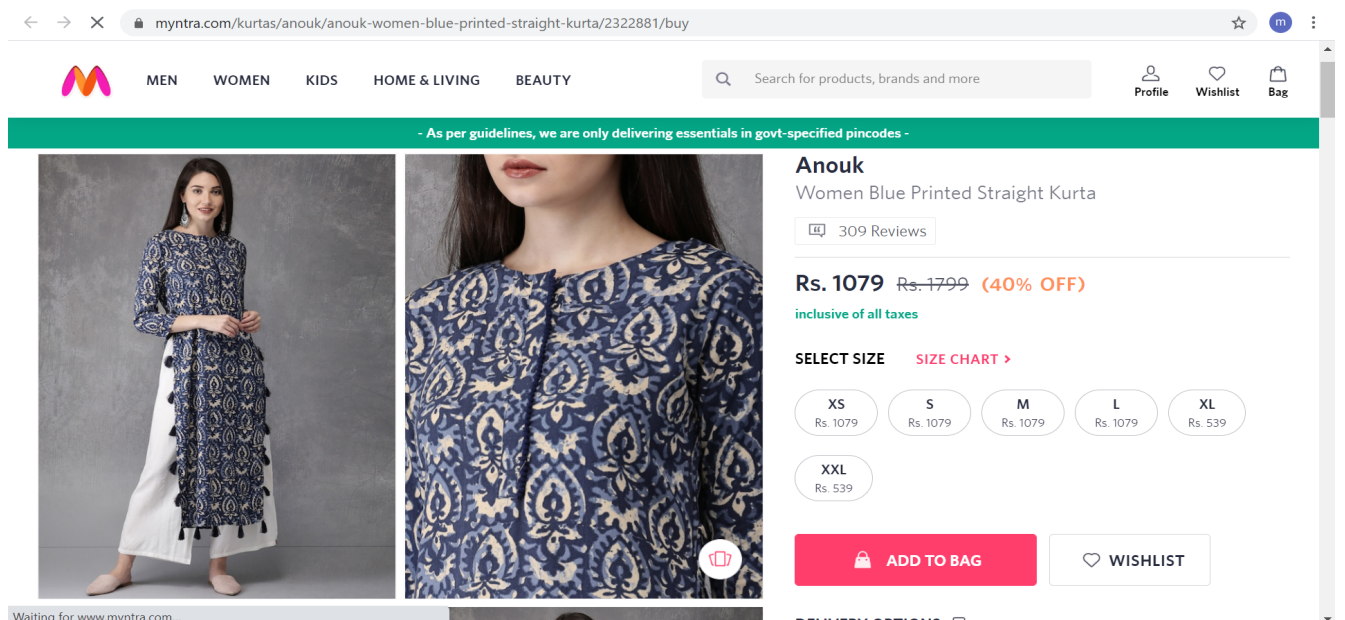 myntra.com/kurtas/anouk/anouk-women-blue-printed-straight-kurta/2322881/buy
m
MEN WOMEN KIDS HOME & LIVING BEAUTY
Search for products, brands and more
Profile Wishlist Bag
- As per guidelines, we are only delivering essentials in govt-specified pincodes -
Anouk
Women Blue Printed Straight Kurta
309 Reviews
Rs. 1079 Rs. 1799 (40% OFF)
inclusive of all taxes
SELECT SIZE SIZE CHART >
XS S M L XL
Rs. 1079 Rs. 1079 Rs. 1079 Rs. 1079 Rs. 539
XXL
Rs. 539
ADD TO BAG WISHLIST
DELIVERY OPTIONS
Waiting for www.myntra.com...